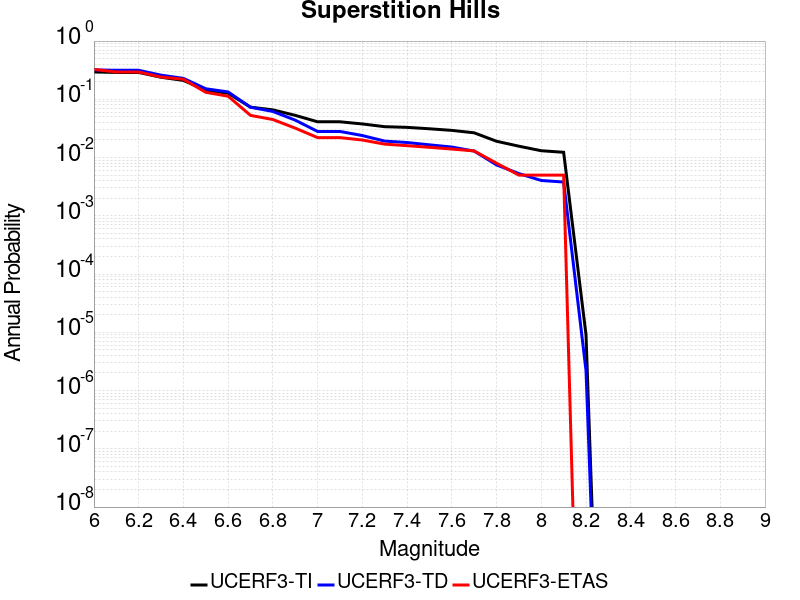 Superstition Hills
10^0
10^-1
10^-2
10^-3
10^-4
10^-5
10^-6
10^-7
10^-8
Annual Probability
6 6.2 6.4 6.6 6.8 7 7.2 7.4 7.6 7.8 8 8.2 8.4 8.6 8.8 9
Magnitude
UCERF3-TI UCERF3-TD UCERF3-ETAS